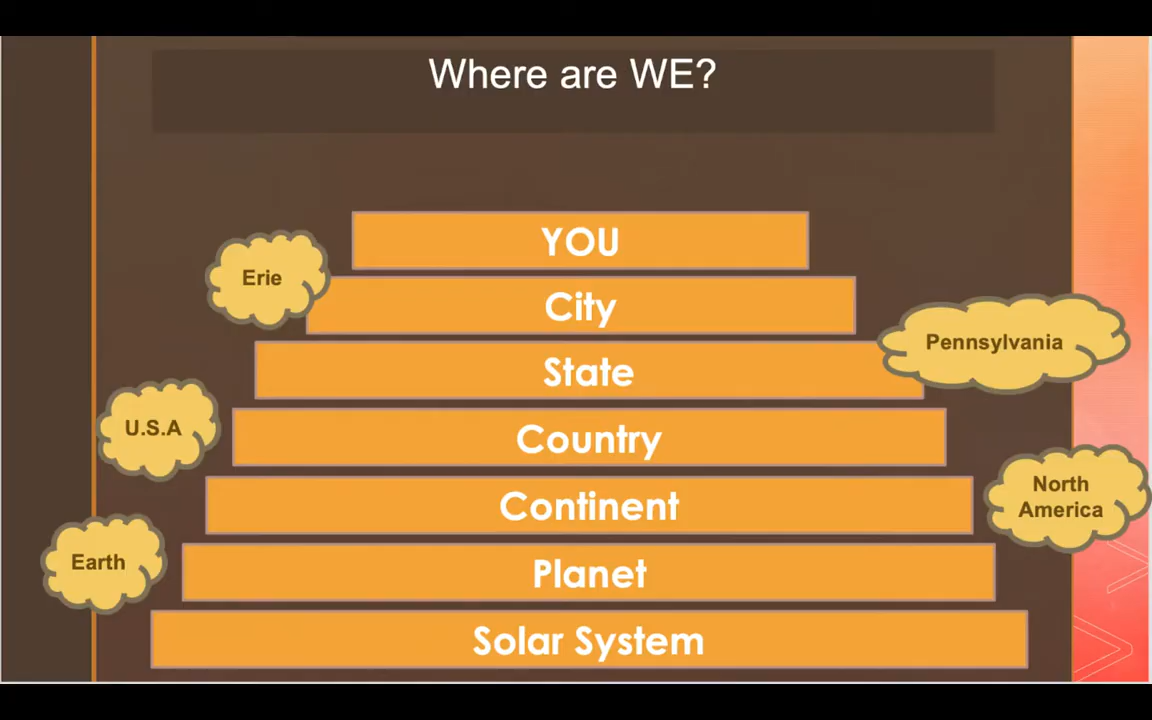 Where are WE?
YOU
Erie
City
Pennsylvania
State
U.S.A
Country
North
America
Continent
Earth
Planet
Solar System